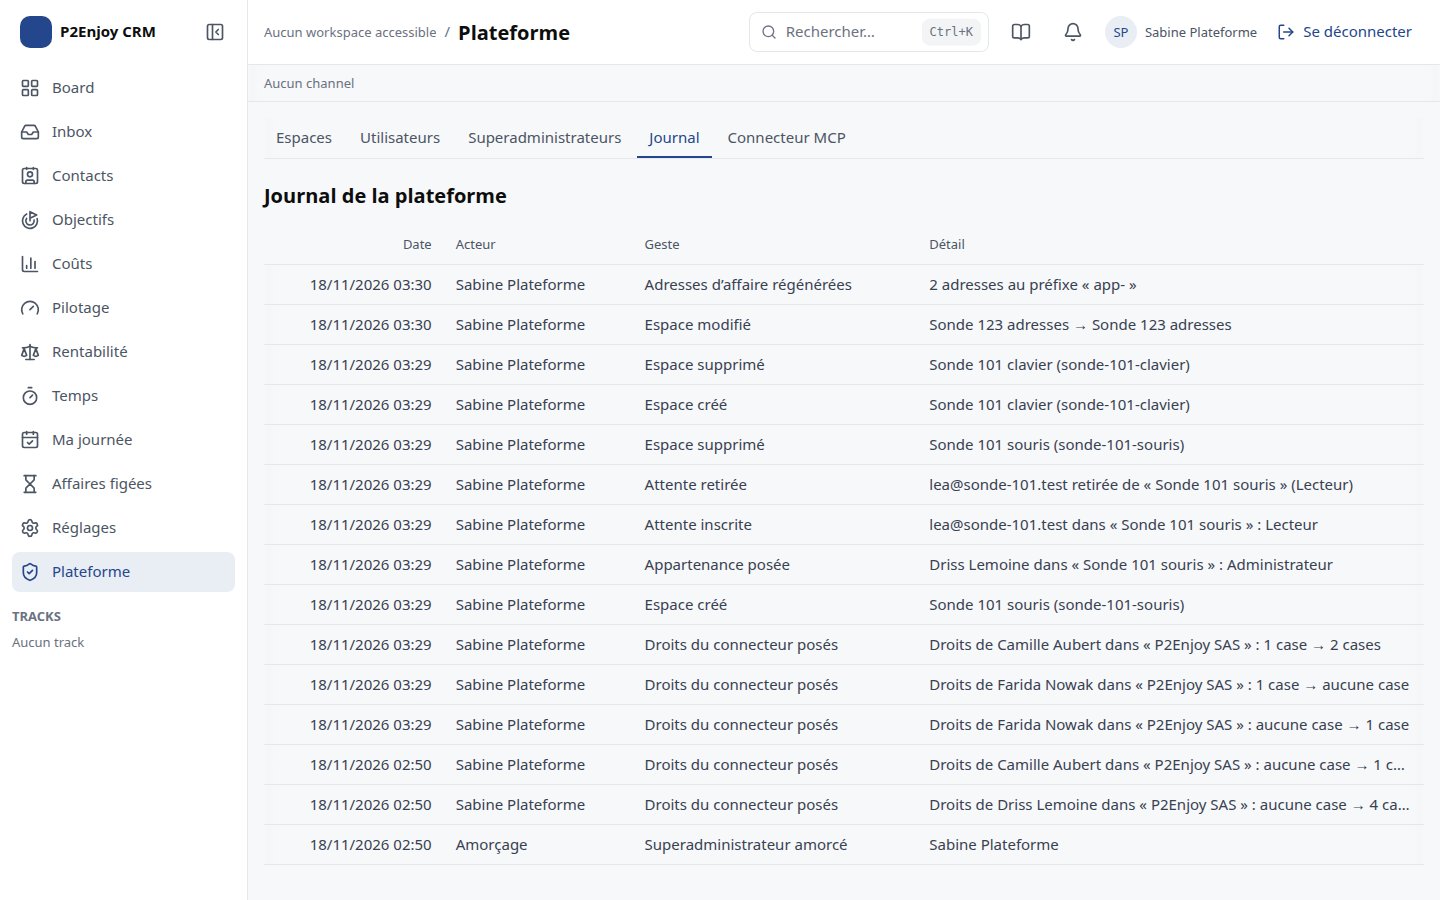 P2Enjoy CRM
Aucun workspace accessible / Plateforme
Rechercher... Ctrl+K
SP Sabine Plateforme
Se déconnecter
Board
Inbox
Contacts
Objectifs
Coûts
Pilotage
Rentabilité
Temps
Ma journée
Affaires figées
Réglages
Plateforme
TRACKS
Aucun track
Aucun channel
Espaces Utilisateurs Superadministrateurs Journal Connecteur MCP
Journal de la plateforme
Date Acteur Geste Détail
18/11/2026 03:30 Sabine Plateforme Adresses d’affaire régénérées 2 adresses au préfixe « app- »
18/11/2026 03:30 Sabine Plateforme Espace modifié Sonde 123 adresses → Sonde 123 adresses
18/11/2026 03:29 Sabine Plateforme Espace supprimé Sonde 101 clavier (sonde-101-clavier)
18/11/2026 03:29 Sabine Plateforme Espace créé Sonde 101 clavier (sonde-101-clavier)
18/11/2026 03:29 Sabine Plateforme Espace supprimé Sonde 101 souris (sonde-101-souris)
18/11/2026 03:29 Sabine Plateforme Attente retirée lea@sonde-101.test retirée de « Sonde 101 souris » (Lecteur)
18/11/2026 03:29 Sabine Plateforme Attente inscrite lea@sonde-101.test dans « Sonde 101 souris » : Lecteur
18/11/2026 03:29 Sabine Plateforme Appartenance posée Driss Lemoine dans « Sonde 101 souris » : Administrateur
18/11/2026 03:29 Sabine Plateforme Espace créé Sonde 101 souris (sonde-101-souris)
18/11/2026 03:29 Sabine Plateforme Droits du connecteur posés Droits de Camille Aubert dans « P2Enjoy SAS » : 1 case → 2 cases
18/11/2026 03:29 Sabine Plateforme Droits du connecteur posés Droits de Farida Nowak dans « P2Enjoy SAS » : 1 case → aucune case
18/11/2026 03:29 Sabine Plateforme Droits du connecteur posés Droits de Farida Nowak dans « P2Enjoy SAS » : aucune case → 1 case
18/11/2026 02:50 Sabine Plateforme Droits du connecteur posés Droits de Camille Aubert dans « P2Enjoy SAS » : aucune case → 1 c...
18/11/2026 02:50 Sabine Plateforme Droits du connecteur posés Droits de Driss Lemoine dans « P2Enjoy SAS » : aucune case → 4 ca...
18/11/2026 02:50 Amorçage Superadministrateur amorcé Sabine Plateforme